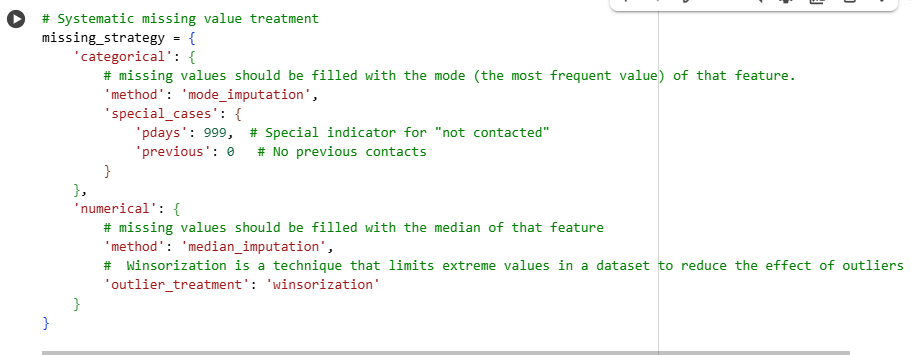 # Systematic missing value treatment
missing_strategy = {
    'categorical': {
        # missing values should be filled with the mode (the most frequent value) of that feature.
        'method': 'mode_imputation',
        'special_cases': {
            'pdays': 999,  # Special indicator for "not contacted"
            'previous': 0   # No previous contacts
        }
    },
    'numerical': {
        # missing values should be filled with the median of that feature
        'method': 'median_imputation',
        #  Winsorization is a technique that limits extreme values in a dataset to reduce the effect of outliers
        'outlier_treatment': 'winsorization'
    }
}